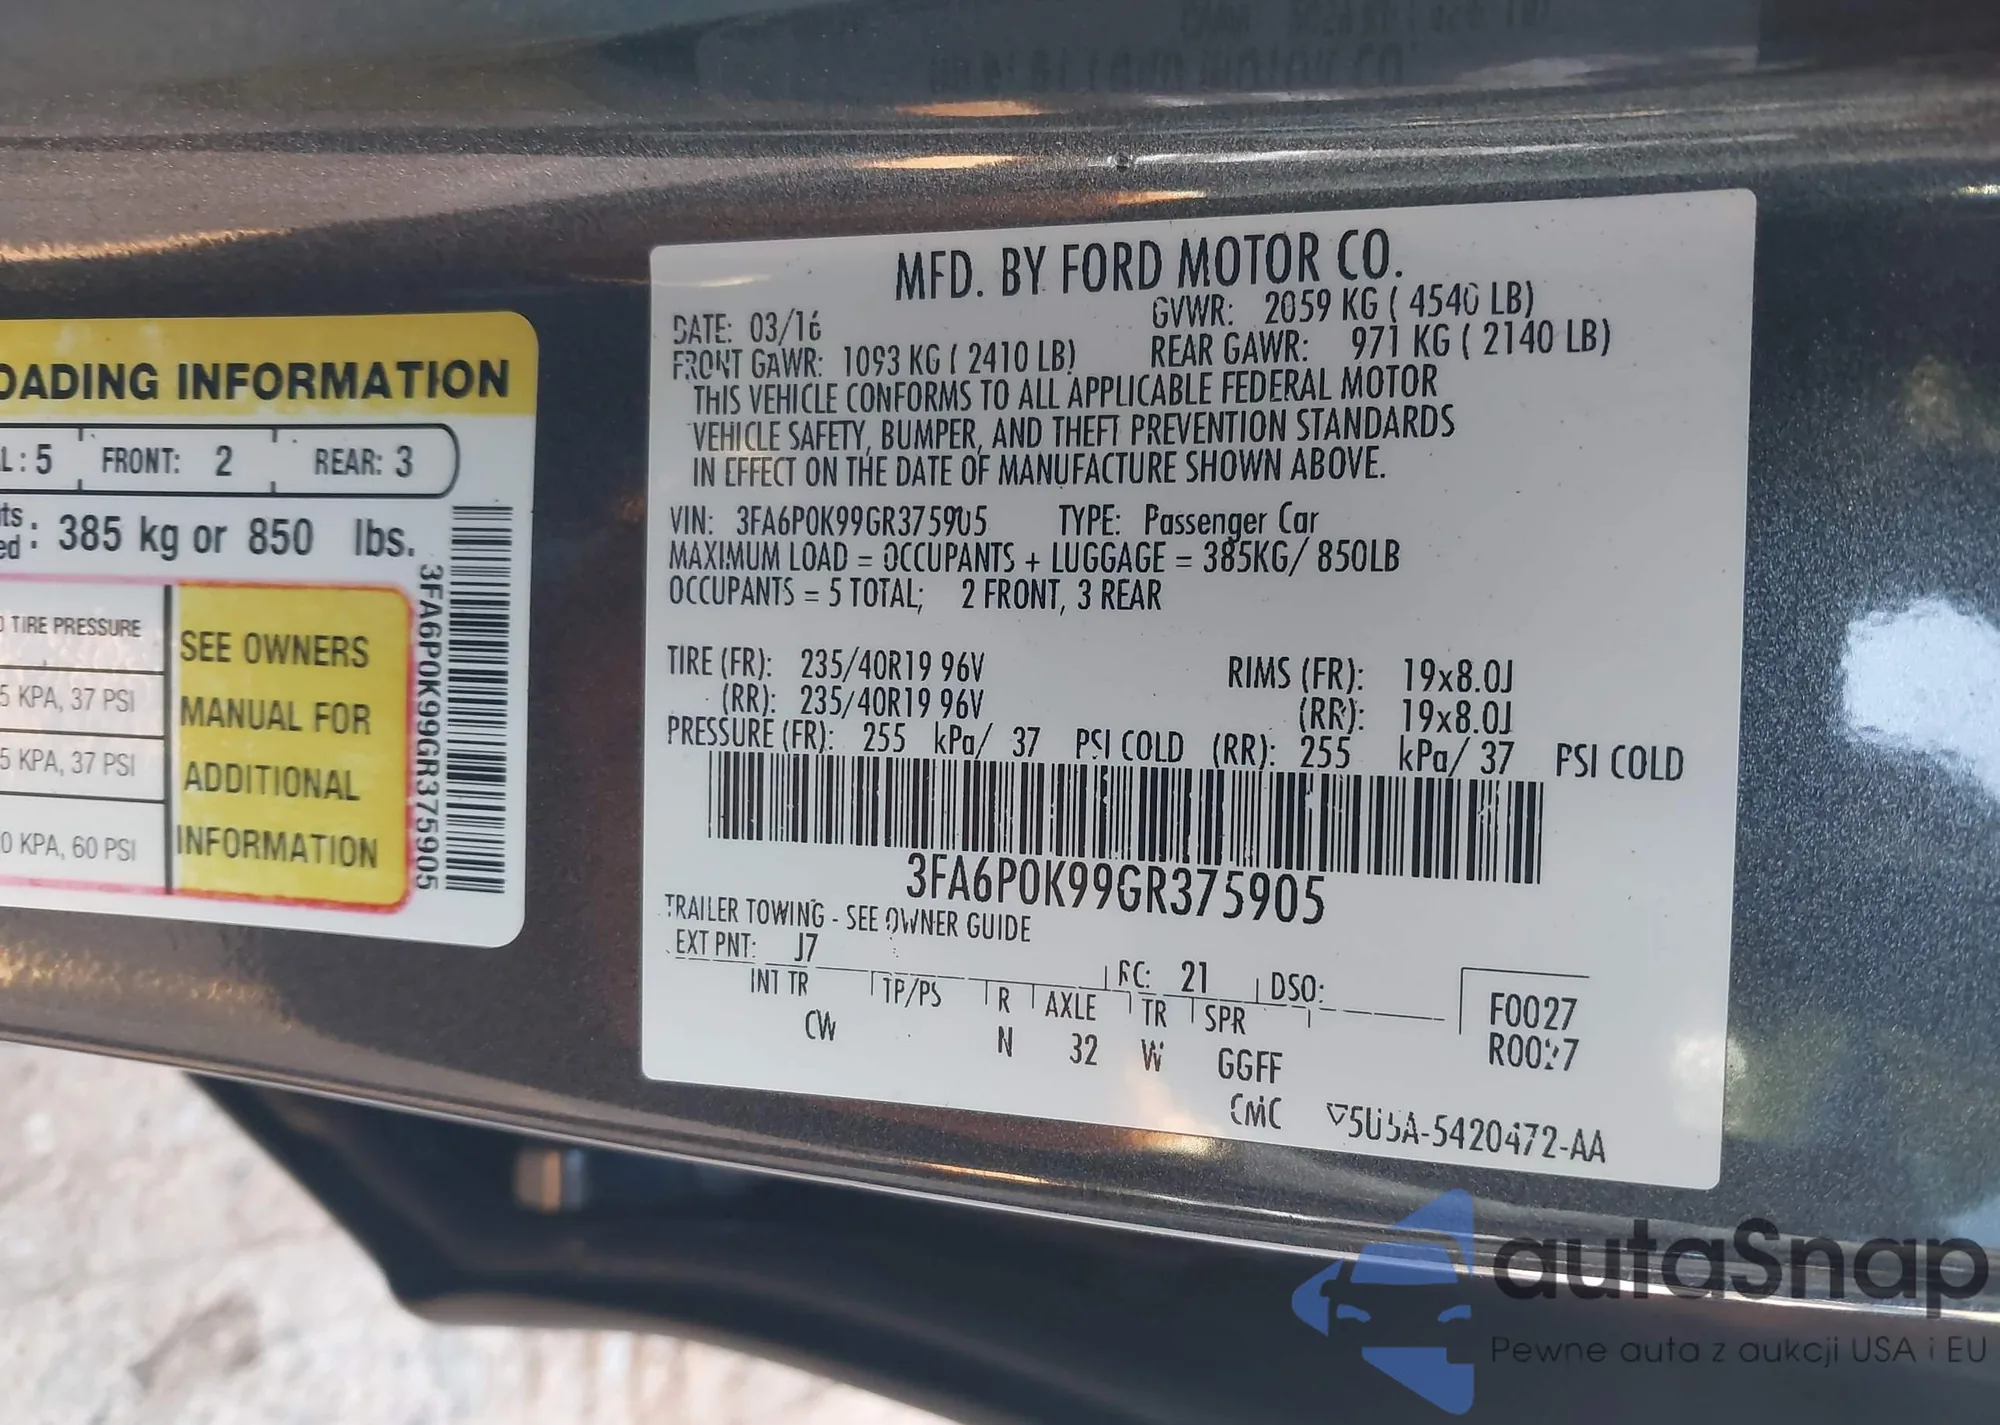 OADING INFORMATION
L: 5 FRONT: 2 REAR: 3
ts
ed : 385 kg or 850 lbs.
TIRE PRESSURE
5 KPA, 37 PSI
5 KPA, 37 PSI
0 KPA, 60 PSI
SEE OWNERS
MANUAL FOR
ADDITIONAL
INFORMATION
3FA6P0K99GR375905
MFD. BY FORD MOTOR CO.
DATE: 03/16 GVWR: 2059 KG ( 4540 LB)
FRONT GAWR: 1093 KG ( 2410 LB) REAR GAWR: 971 KG ( 2140 LB)
THIS VEHICLE CONFORMS TO ALL APPLICABLE FEDERAL MOTOR
VEHICLE SAFETY, BUMPER, AND THEFT PREVENTION STANDARDS
IN EFFECT ON THE DATE OF MANUFACTURE SHOWN ABOVE.
VIN: 3FA6P0K99GR375905 TYPE: Passenger Car
MAXIMUM LOAD = OCCUPANTS + LUGGAGE = 385KG/ 850LB
OCCUPANTS = 5 TOTAL; 2 FRONT, 3 REAR
TIRE (FR): 235/40R19 96V RIMS (FR): 19x8.0J
(RR): 235/40R19 96V (RR): 19x8.0J
PRESSURE (FR): 255 kPa/ 37 PSI COLD (RR): 255 kPa/ 37 PSI COLD
3FA6P0K99GR375905
TRAILER TOWING - SEE OWNER GUIDE
EXT PNT: J7 RC: 21 DSO:
INT TR TP/PS R AXLE TR SPR F0027
CW N 32 W GGFF R0027
CMC ▽5U5A-5420472-AA
autaSnap
Pewne auta z aukcji USA i EU